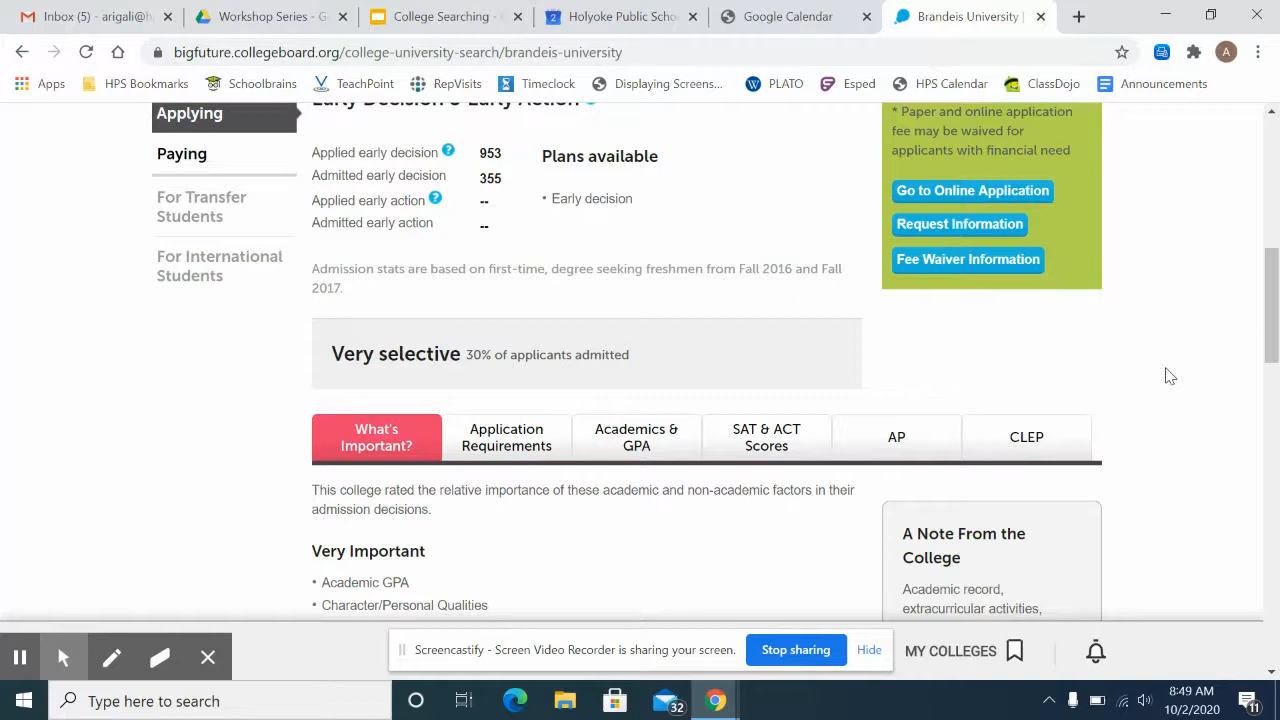 Inbox (5) - argali@h
Workshop Series - G
College Searching -
Holyoke Public Scho
Google Calendar
Brandeis University |
bigfuture.collegeboard.org/college-university-search/brandeis-university
A
Apps
HPS Bookmarks
Schoolbrains
TeachPoint
RepVisits
Timeclock
Displaying Screens...
PLATO
Esped
HPS Calendar
ClassDojo
Announcements
Applying
Paying
For Transfer
Students
For International
Students
Early Decision & Early Action
Applied early decision ? 953
Admitted early decision 355
Applied early action ? --
Admitted early action --
Plans available
• Early decision
Admission stats are based on first-time, degree seeking freshmen from Fall 2016 and Fall
2017.
* Paper and online application
fee may be waived for
applicants with financial need
Go to Online Application
Request Information
Fee Waiver Information
Very selective 30% of applicants admitted
What's
Important?
Application
Requirements
Academics &
GPA
SAT & ACT
Scores
AP
CLEP
This college rated the relative importance of these academic and non-academic factors in their
admission decisions.
Very Important
• Academic GPA
• Character/Personal Qualities
A Note From the
College
Academic record,
extracurricular activities,
Screencastify - Screen Video Recorder is sharing your screen.
Stop sharing
Hide
MY COLLEGES
Type here to search
32
8:49 AM
10/2/2020
11